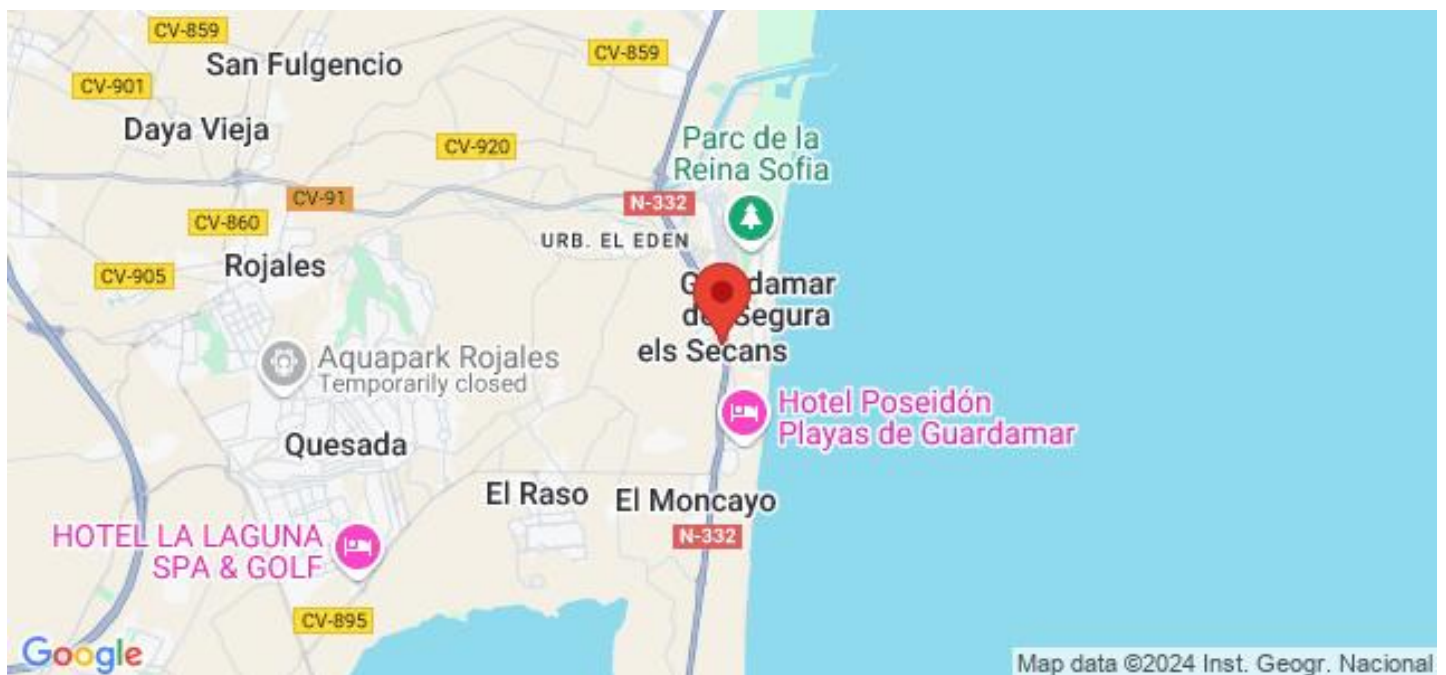 CV-859
San Fulgencio
CV-859
CV-901
Daya Vieja
CV-920
Parc de la
Reina Sofia
CV-91
N-332
CV-860
URB. EL EDEN
Rojales
CV-905
damar
Segura
els Secans
Aquapark Rojales
Temporarily closed
Hotel Poseidón
Playas de Guardamar
Quesada
El Raso
El Moncayo
N-332
HOTEL LA LAGUNA
SPA & GOLF
CV-895
Google
Map data ©2024 Inst. Geogr. Nacional